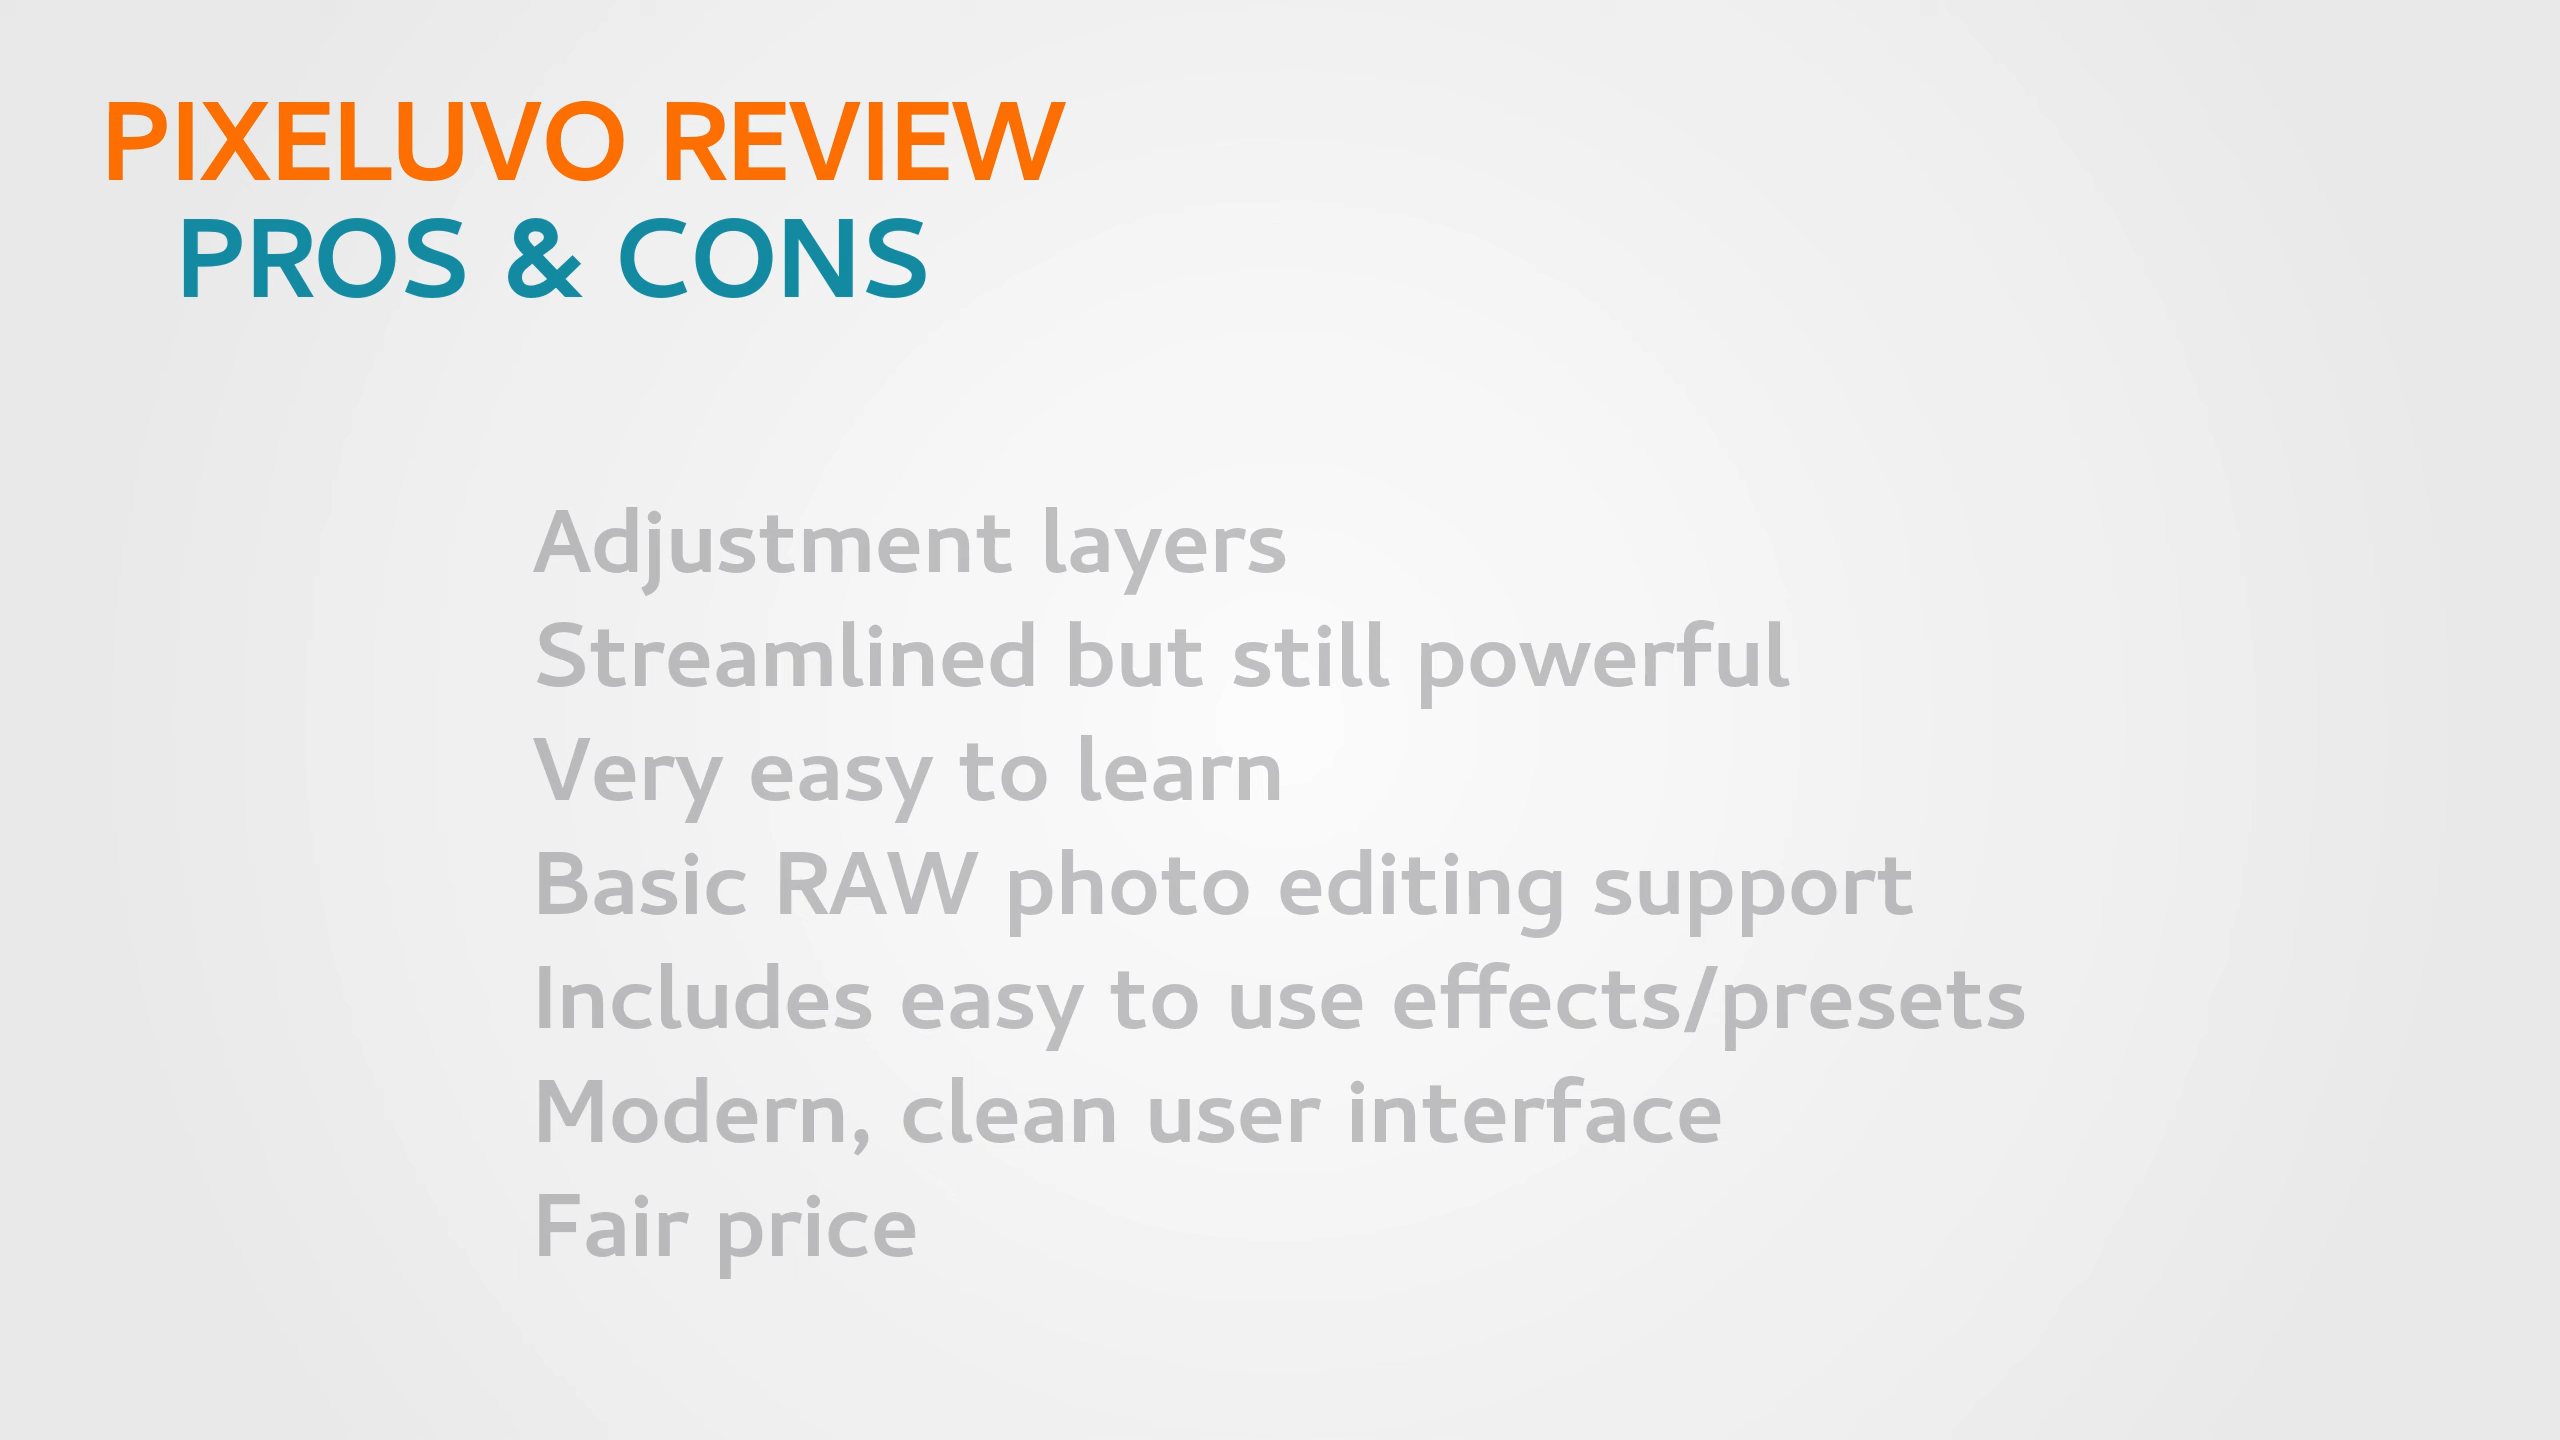 PIXELUVO REVIEW
PROS & CONS
Adjustment layers
Streamlined but still powerful
Very easy to learn
Basic RAW photo editing support
Includes easy to use effects/presets
Modern, clean user interface
Fair price